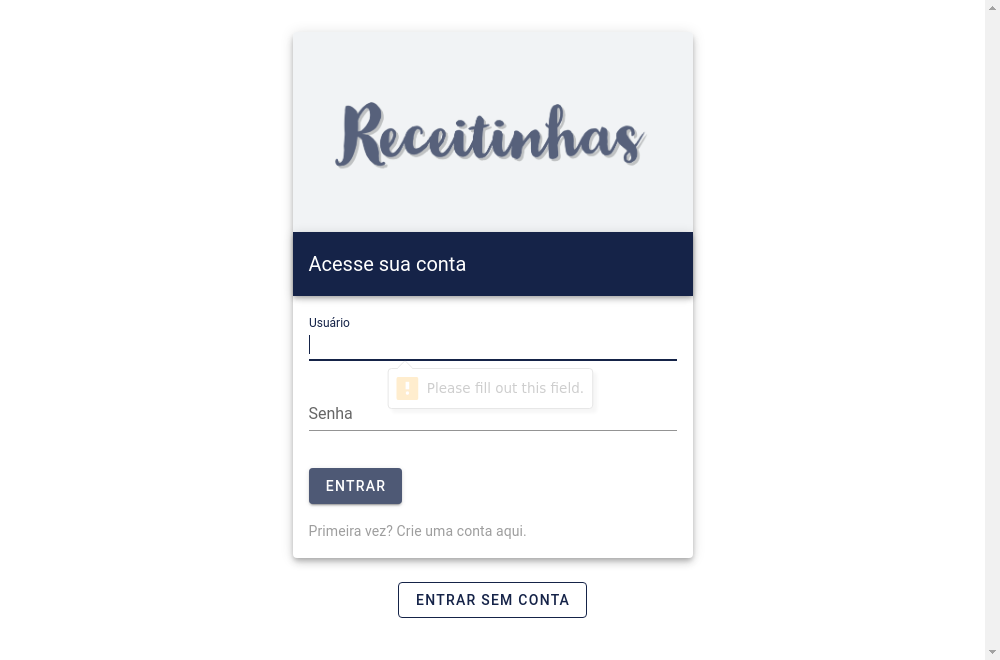 Receitinhas
Acesse sua conta
Usuário
Please fill out this field.
Senha
ENTRAR
Primeira vez? Crie uma conta aqui.
ENTRAR SEM CONTA